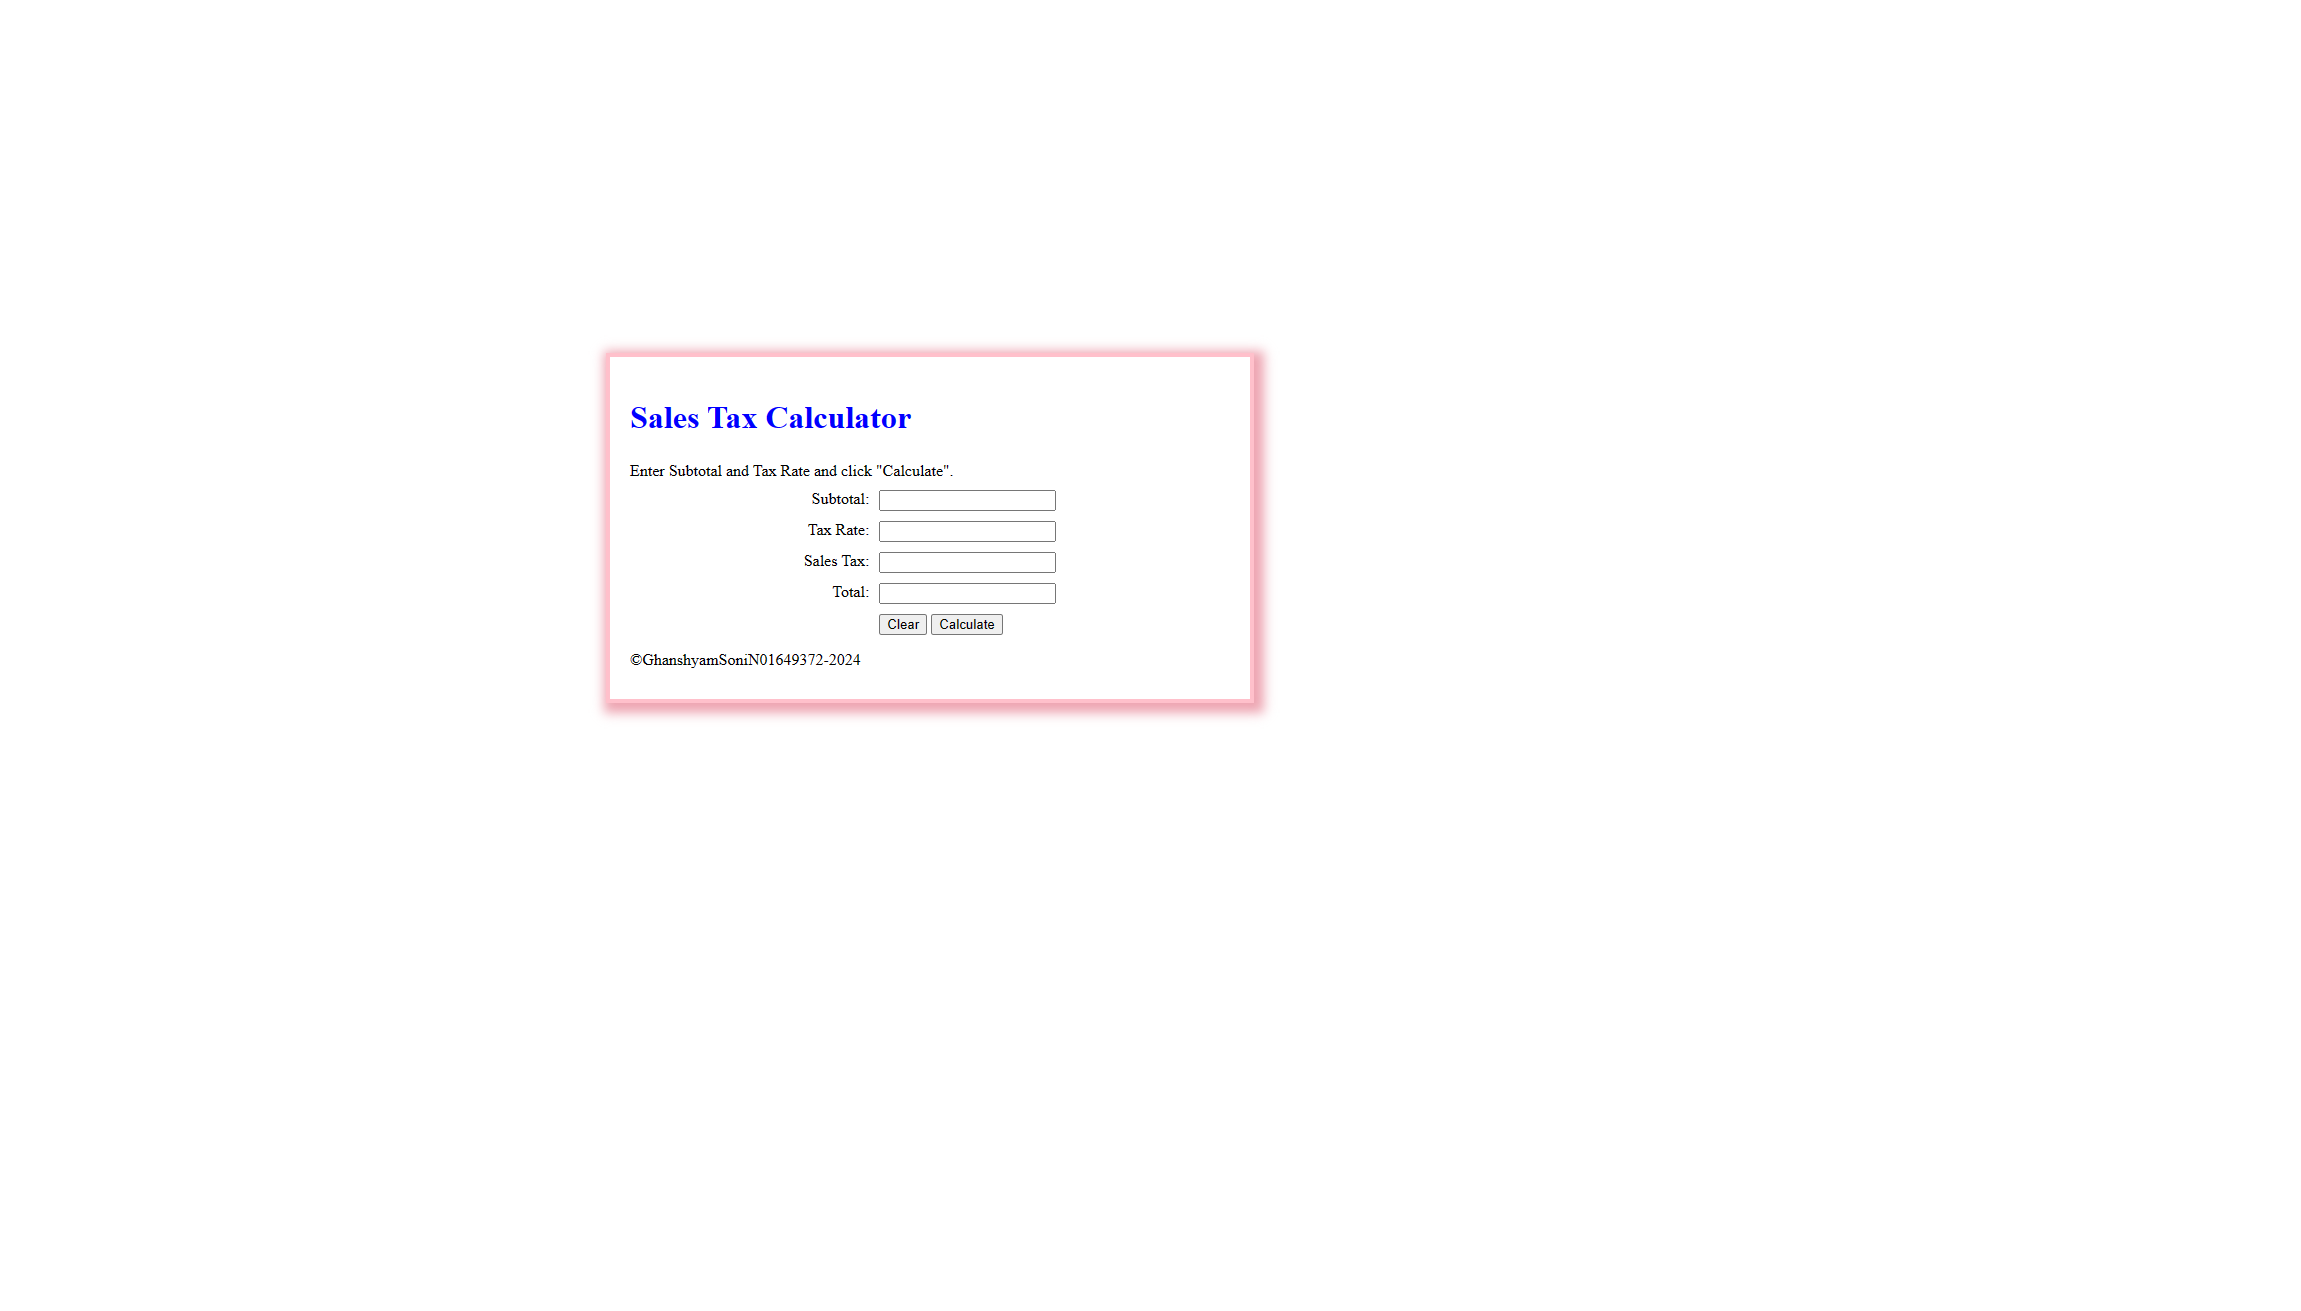 Sales Tax Calculator
Enter Subtotal and Tax Rate and click "Calculate".
Subtotal:
Tax Rate:
Sales Tax:
Total:
Clear Calculate
©GhanshyamSoniN01649372-2024